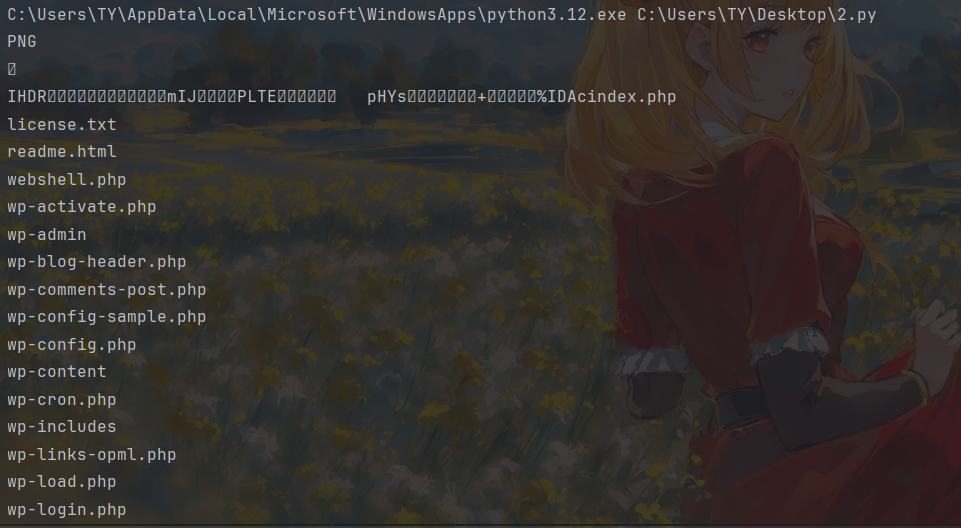 C:\Users\TY\AppData\Local\Microsoft\WindowsApps\python3.12.exe C:\Users\TY\Desktop\2.py
PNG
IHDR▯▯▯▯▯▯▯▯▯▯▯▯mIJ▯▯▯▯PLTE▯▯▯▯▯▯   pHYs▯▯▯▯▯▯▯+▯▯▯▯▯%IDAcindex.php
license.txt
readme.html
webshell.php
wp-activate.php
wp-admin
wp-blog-header.php
wp-comments-post.php
wp-config-sample.php
wp-config.php
wp-content
wp-cron.php
wp-includes
wp-links-opml.php
wp-load.php
wp-login.php